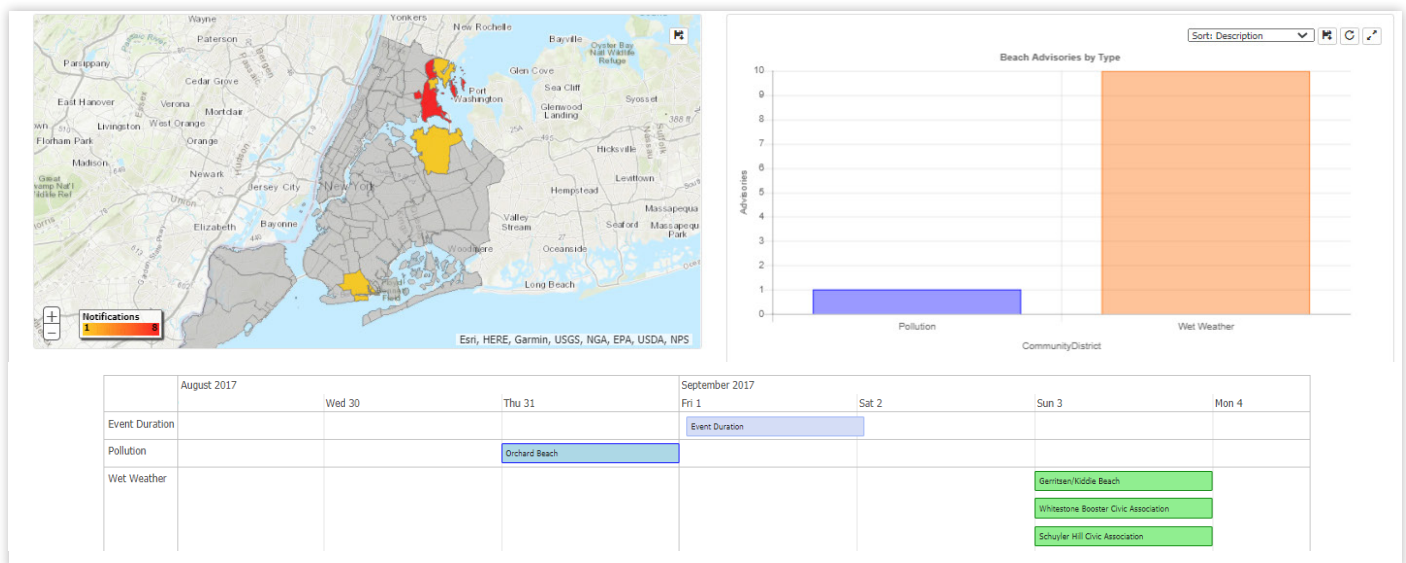 Wayne
Yonkers
New Rochelle
Paterson
Bayville
Oyster Bay
Natl Wildlife
Refuge
Parsippany
Glen Cove
Cedar Grove
Port
Washington
Sea Cliff
East Hanover
Verona
Montclair
Glenwood
Landing
Syosset
Livingston
West Orange
Florham Park
Orange
Hicksville
Madison
Newark
Levittown
Great
Jersey City
New York
Hempstead
Union
Massapequa
Elizabeth
Bayonne
Valley
Stream
Seaford
Massapequ
Park
Woodmere
Oceanside
Long Beach
Notifications
1 8
Esri, HERE, Garmin, USGS, NGA, EPA, USDA, NPS
Sort: Description
Beach Advisories by Type
10
9
8
7
6
5
4
3
2
1
0
Advisories
Pollution
Wet Weather
CommunityDistrict
August 2017
September 2017
Wed 30
Thu 31
Fri 1
Sat 2
Sun 3
Mon 4
Event Duration
Event Duration
Pollution
Orchard Beach
Wet Weather
Gerritsen/Kiddie Beach
Whitestone Booster Civic Association
Schuyler Hill Civic Association